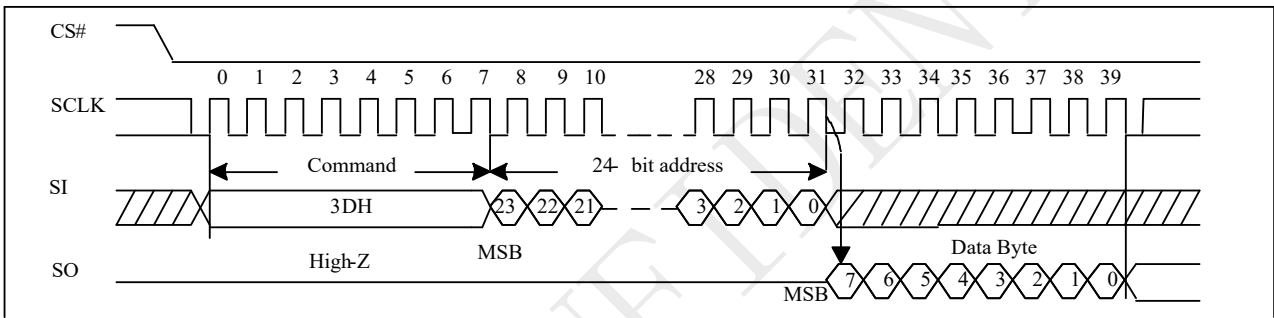 CS#
0 1 2 3 4 5 6 7 8 9 10 28 29 30 31 32 33 34 35 36 37 38 39
SCLK
Command 24- bit address
SI
3DH 23 22 21 3 2 1 0
High-Z MSB Data Byte
SO
MSB 7 6 5 4 3 2 1 0